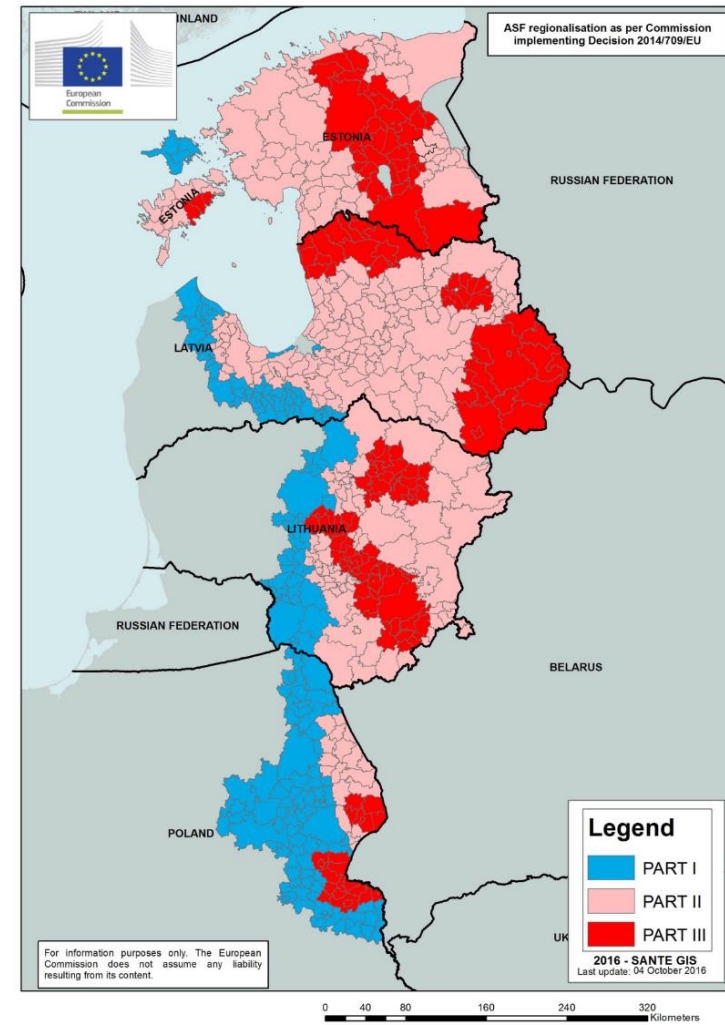 FINLAND
European
Commission
ASF regionalisation as per Commission
implementing Decision 2014/709/EU
ESTONIA
RUSSIAN FEDERATION
ESTONIA
LATVIA
LITHUANIA
RUSSIAN FEDERATION
BELARUS
POLAND
Legend
PART I
PART II
PART III
2016 - SANTE GIS
Last update: 04 October 2016
For information purposes only. The European
Commission does not assume any liability
resulting from its content.
0 40 80 160 240 320
Kilometers